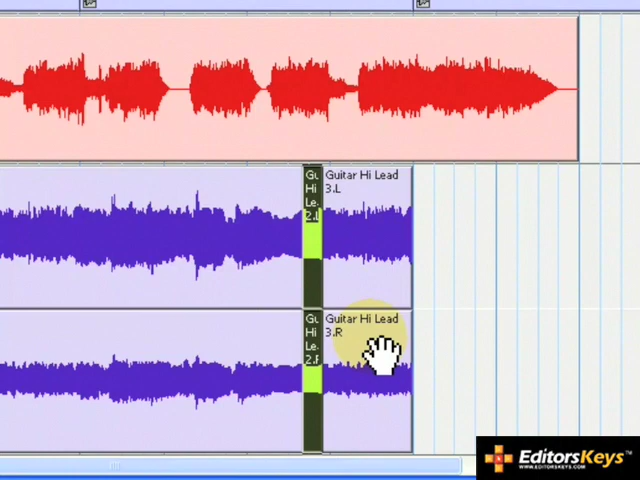 Gu
Hi
Le.
2.L
Guitar Hi Lead
3.L
Gu
Hi
Le.
2.F
Guitar Hi Lead
3.R
EditorsKeys™
WWW.EDITORSKEYS.COM